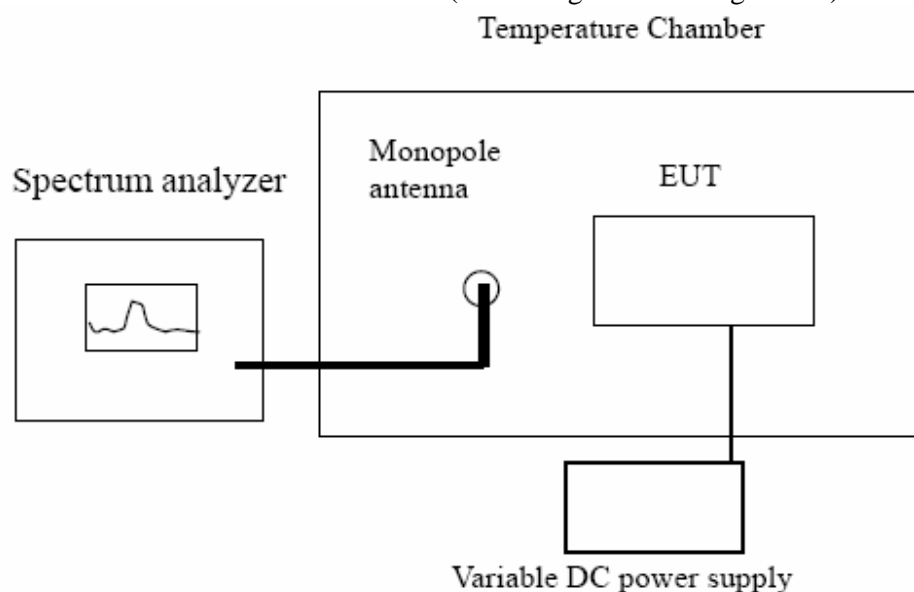 Temperature Chamber
Monopole
antenna
EUT
Spectrum analyzer
Variable DC power supply